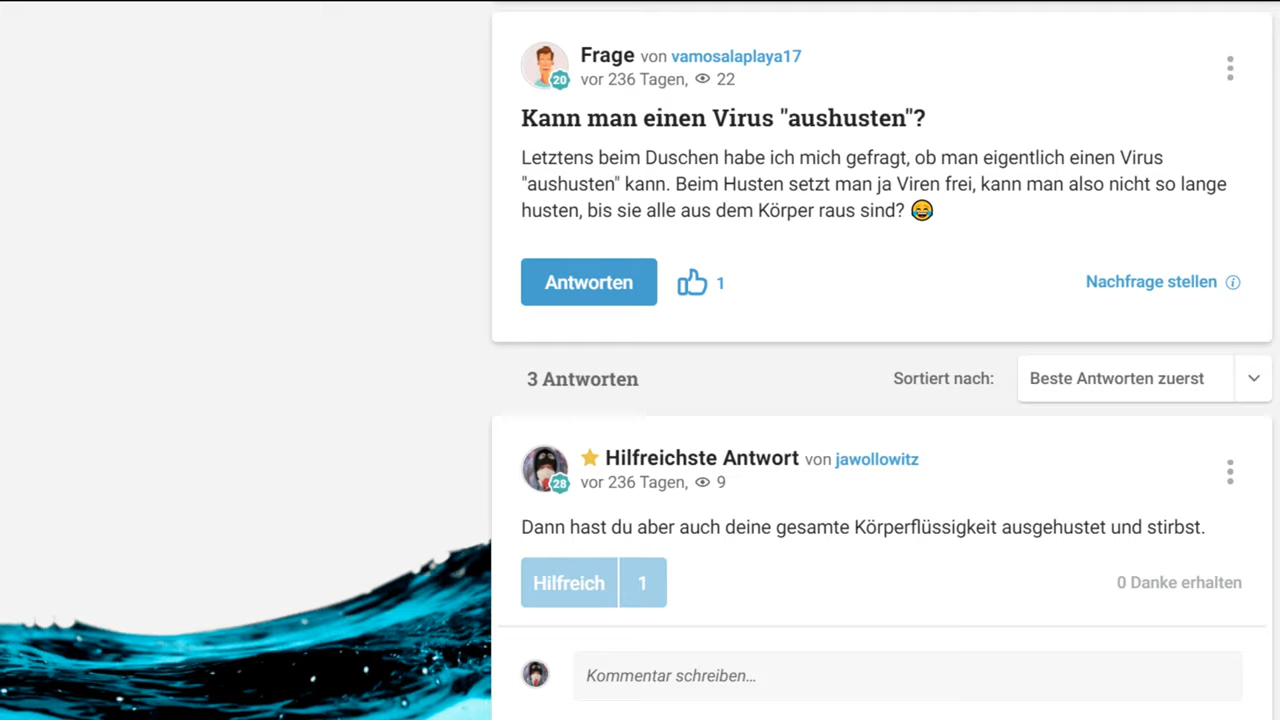 Frage von vamosalaplaya17
20 vor 236 Tagen, 22
Kann man einen Virus "aushusten"?
Letztens beim Duschen habe ich mich gefragt, ob man eigentlich einen Virus
"aushusten" kann. Beim Husten setzt man ja Viren frei, kann man also nicht so lange
husten, bis sie alle aus dem Körper raus sind? 😂
Antworten 1 Nachfrage stellen
3 Antworten Sortiert nach: Beste Antworten zuerst
Hilfreichste Antwort von jawollowitz
28 vor 236 Tagen, 9
Dann hast du aber auch deine gesamte Körperflüssigkeit ausgehustet und stirbst.
Hilfreich 1 0 Danke erhalten
Kommentar schreiben...